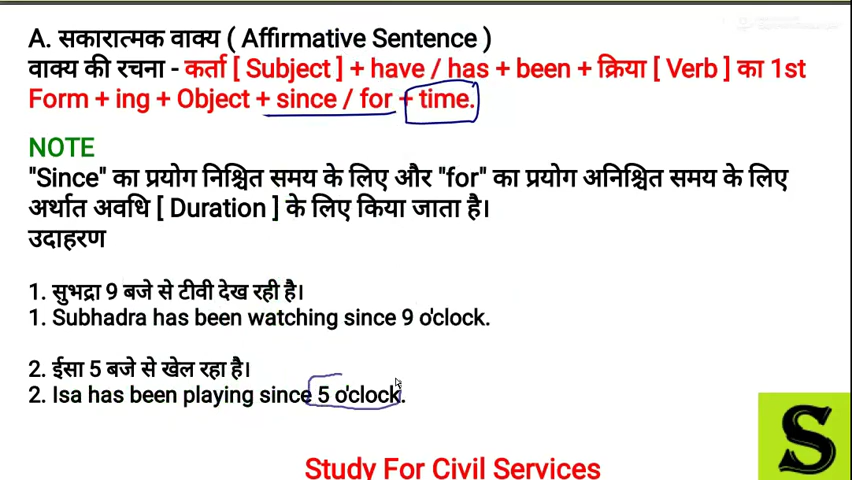 A. सकारात्मक वाक्य ( Affirmative Sentence )
वाक्य की रचना - कर्ता [ Subject ] + have / has + been + क्रिया [ Verb ] का 1st
Form + ing + Object + since / for + time.
NOTE
"Since" का प्रयोग निश्चित समय के लिए और "for" का प्रयोग अनिश्चित समय के लिए
अर्थात अवधि [ Duration ] के लिए किया जाता है।
उदाहरण
1. सुभद्रा 9 बजे से टीवी देख रही है।
1. Subhadra has been watching since 9 o'clock.
2. ईसा 5 बजे से खेल रहा है।
2. Isa has been playing since 5 o'clock.
Study For Civil Services
S